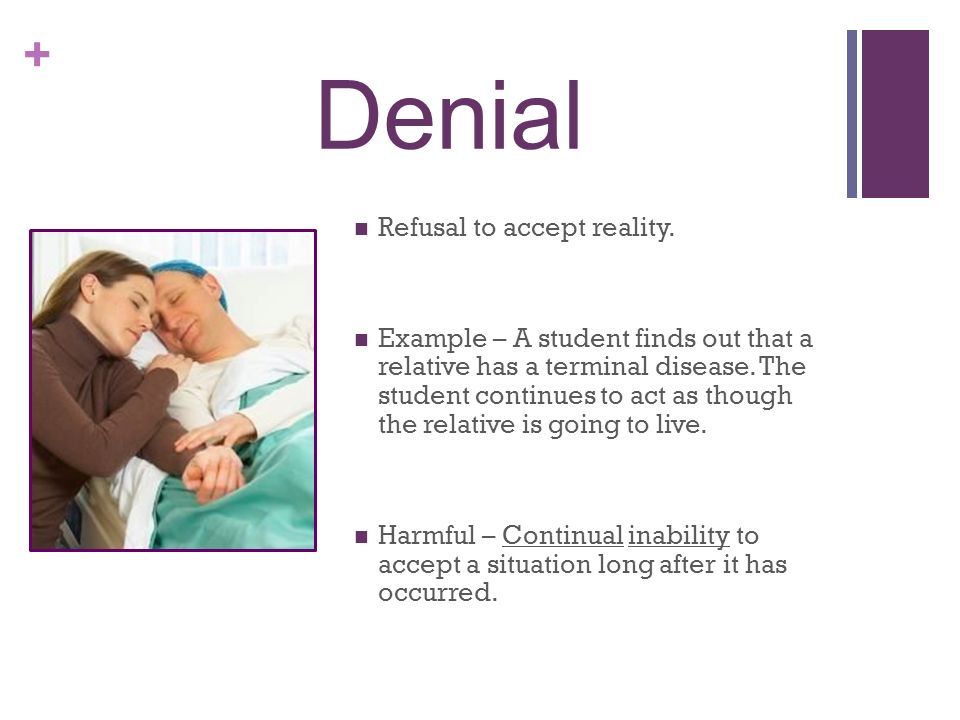 +
Denial
■ Refusal to accept reality.
■ Example – A student finds out that a
relative has a terminal disease. The
student continues to act as though
the relative is going to live.
■ Harmful – Continual inability to
accept a situation long after it has
occurred.